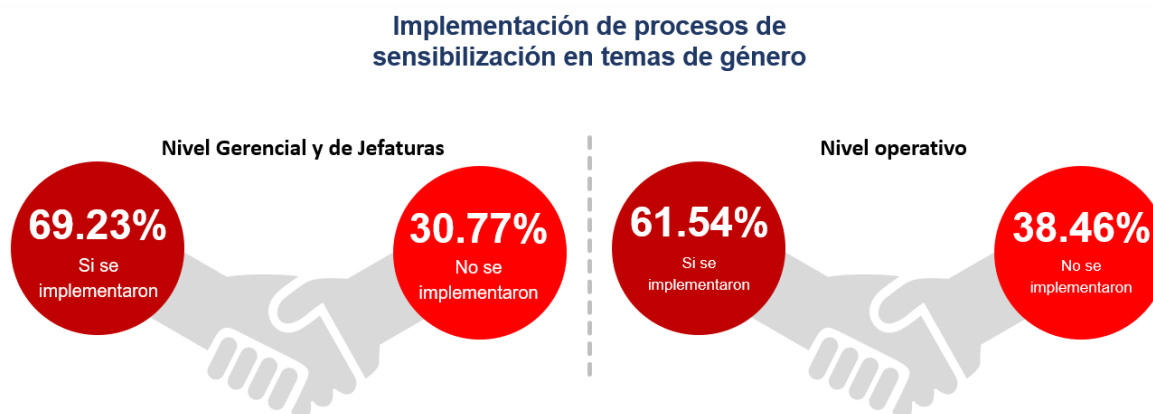 Implementación de procesos de
sensibilización en temas de género
Nivel Gerencial y de Jefaturas
69.23%
Si se
implementaron
30.77%
No se
implementaron
Nivel operativo
61.54%
Si se
implementaron
38.46%
No se
implementaron